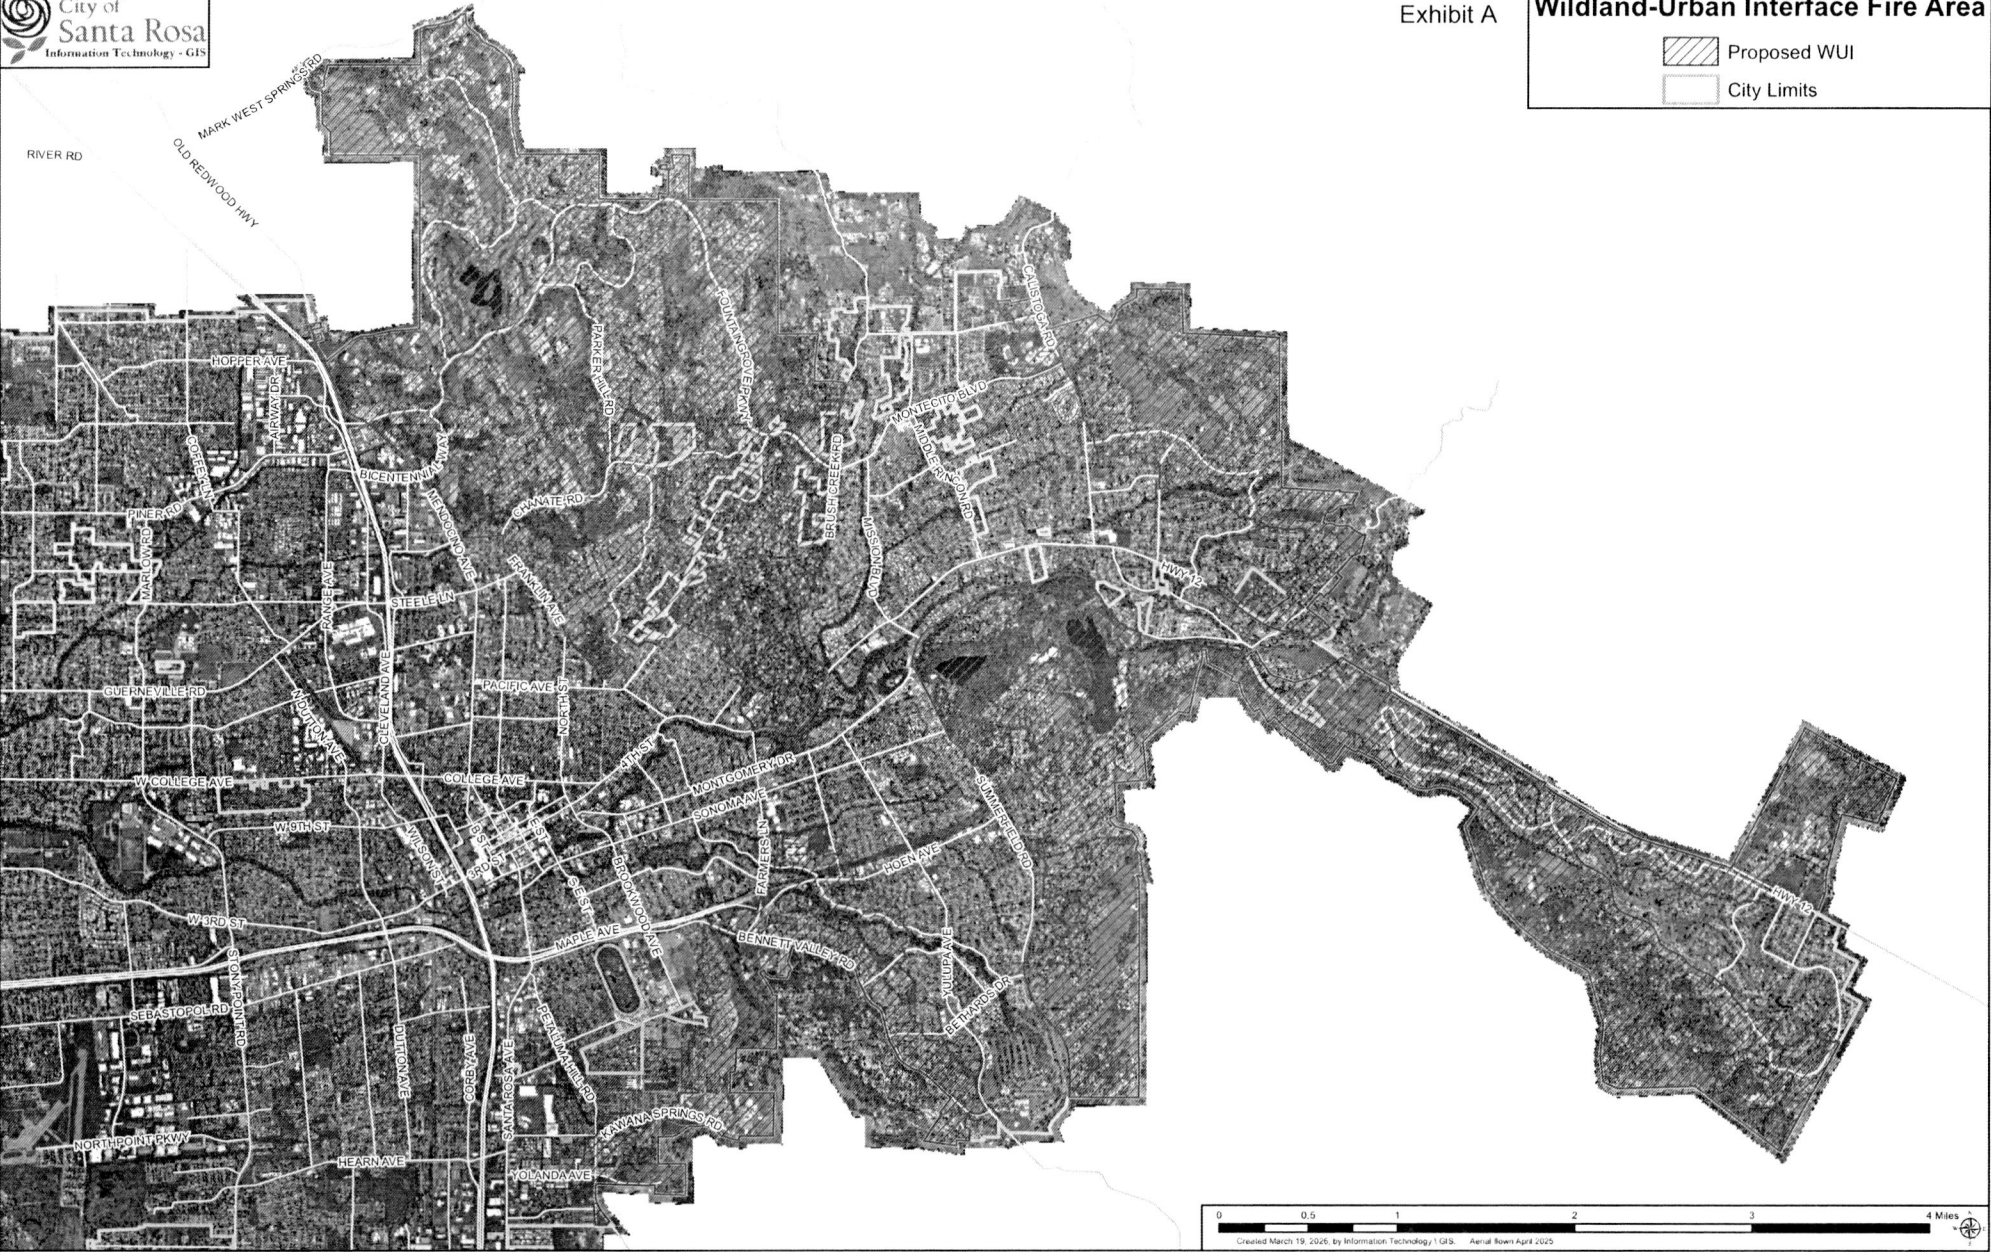 City of
Santa Rosa
Information Technology - GIS
Exhibit A
Wildland-Urban Interface Fire Area
Proposed WUI
City Limits
MARK WEST SPRINGS RD
RIVER RD
OLD REDWOOD HWY
HOPPER AVE
AIRWAY DR
COFFEY LN
BICENTENNIAL WAY
PINER RD
MARLOW RD
RANGE AVE
MENDOCINO AVE
CHANATE RD
PARKER HILL RD
FOUNTAINGROVE PKWY
BRUSH CREEK RD
CALISTOGA RD
MONTECITO BLVD
MIDDLE RINCON RD
MISSION BLVD
HWY 12
FRANKLIN AVE
STEELE LN
CLEVELAND AVE
GUERNEVILLE RD
N DUTTON AVE
PACIFIC AVE
NORTH ST
4TH ST
W COLLEGE AVE
COLLEGE AVE
MONTGOMERY DR
SONOMA AVE
SUMMERFIELD RD
W 9TH ST
WILSON ST
B ST
E ST
3RD ST
S E ST
BROOKWOOD AVE
FARMERS LN
HOEN AVE
W 3RD ST
STONY POINT RD
MAPLE AVE
BENNETT VALLEY RD
YULUPA AVE
BETHARDS DR
HWY 12
SEBASTOPOL RD
DUTTON AVE
CORBY AVE
SANTA ROSA AVE
PETALUMA HILL RD
KAWANA SPRINGS RD
NORTHPOINT PKWY
HEARN AVE
YOLANDA AVE
0 0.5 1 2 3 4 Miles
Created March 19, 2026, by Information Technology \ GIS. Aerial flown April 2025